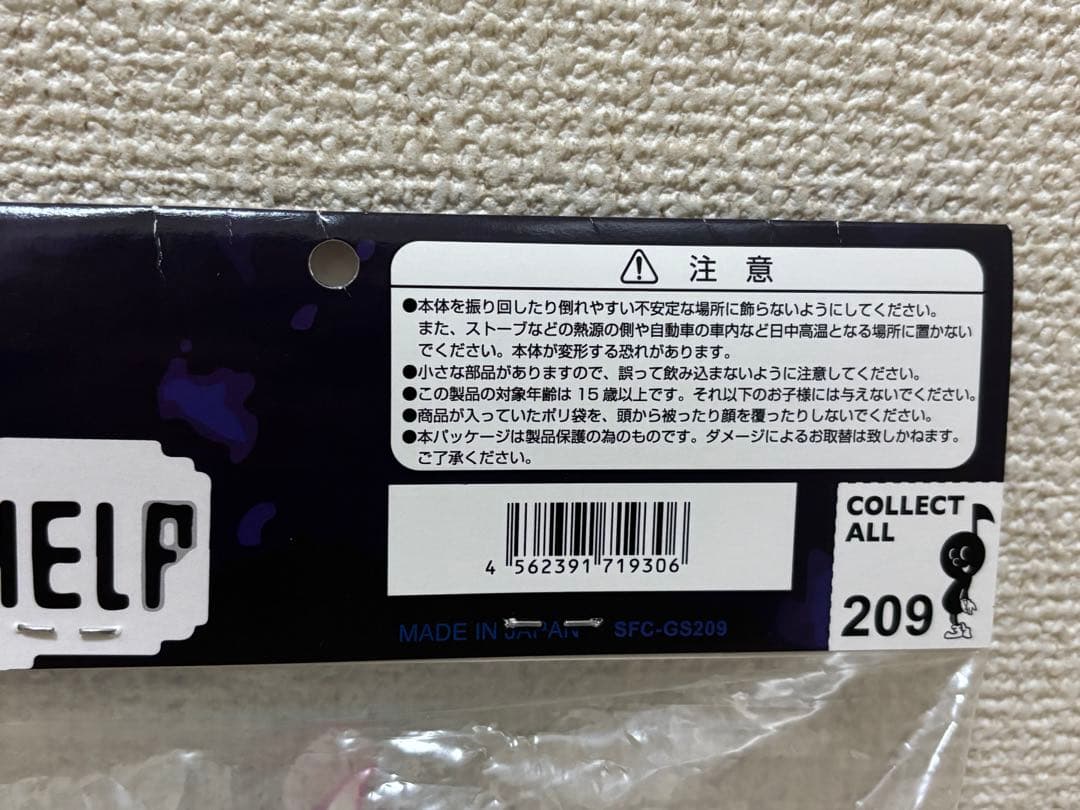 注意
●本体を振り回したり倒れやすい不安定な場所に飾らないようにしてください。
また、ストーブなどの熱源の側や自動車の車内など日中高温となる場所に置かない
でください。本体が変形する恐れがあります。
●小さな部品がありますので、誤って飲み込まないように注意してください。
●この製品の対象年齢は15歳以上です。それ以下のお子様には与えないでください。
●商品が入っていたポリ袋を、頭から被ったり顔を覆ったりしないでください。
●本パッケージは製品保護の為のものです。ダメージによるお取替は致しかねます。
ご了承ください。
HELP
4 562391 719306
MADE IN JAPAN SFC-GS209
COLLECT
ALL
209